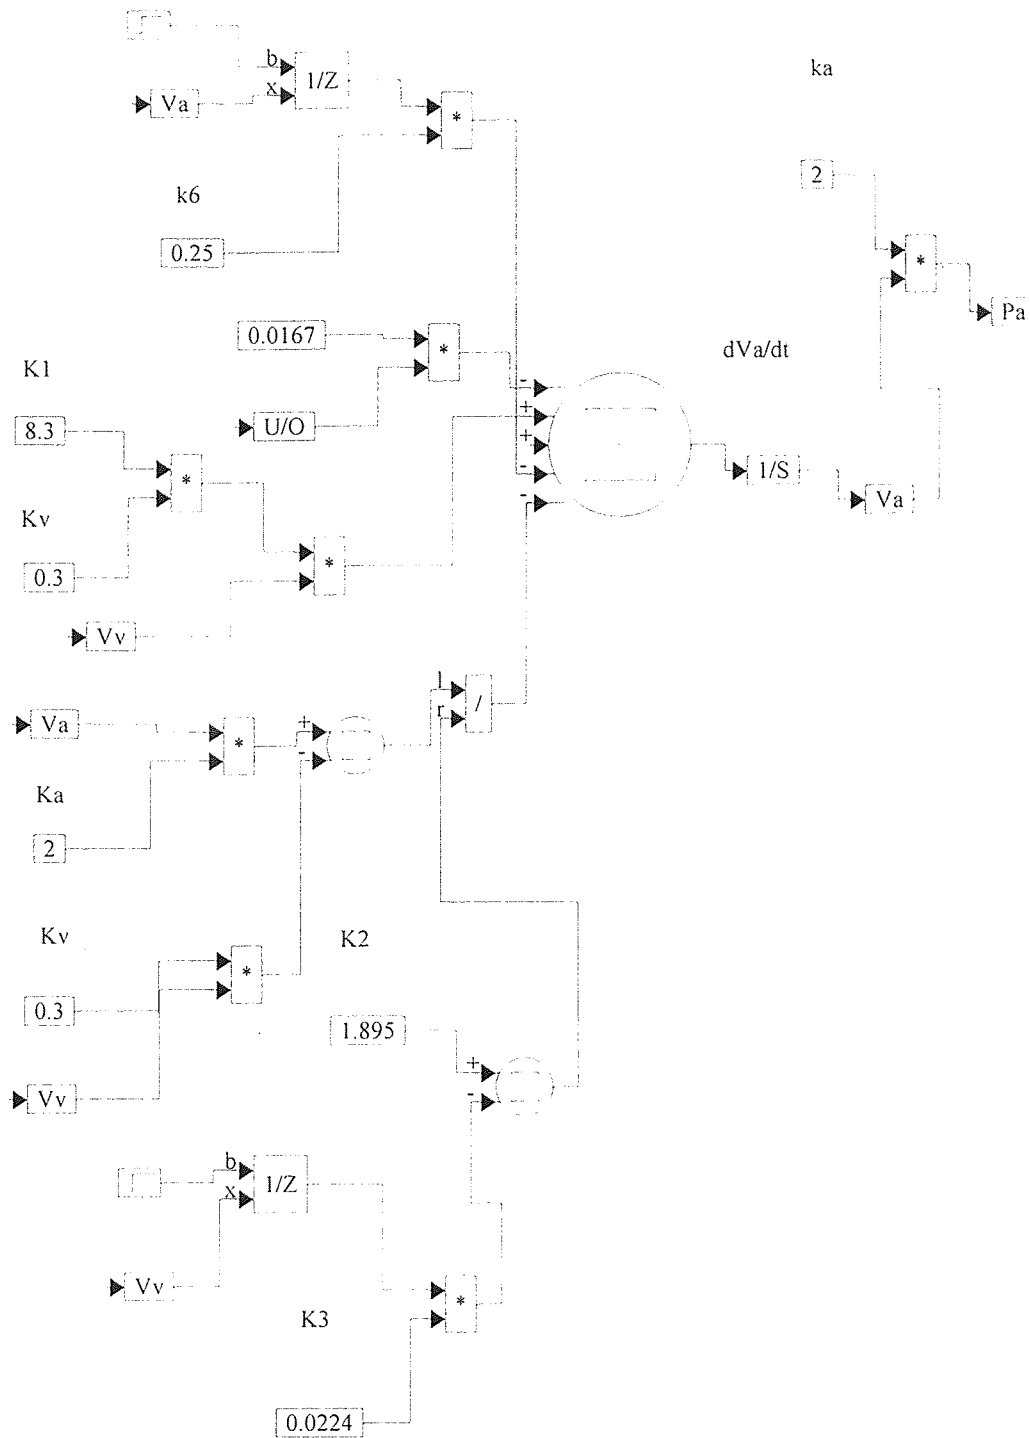 b
x
1/Z
ka
Va
*
2
k6
*
0.25
Pa
0.0167
*
dVa/dt
K1
-
+
8.3
U/O
+
*
-
1/S
Va
Kv
-
*
0.3
Vv
l
r
/
Va
*
+
-
Ka
2
Kv
K2
*
0.3
1.895
+
-
Vv
b
x
1/Z
Vv
*
K3
0.0224